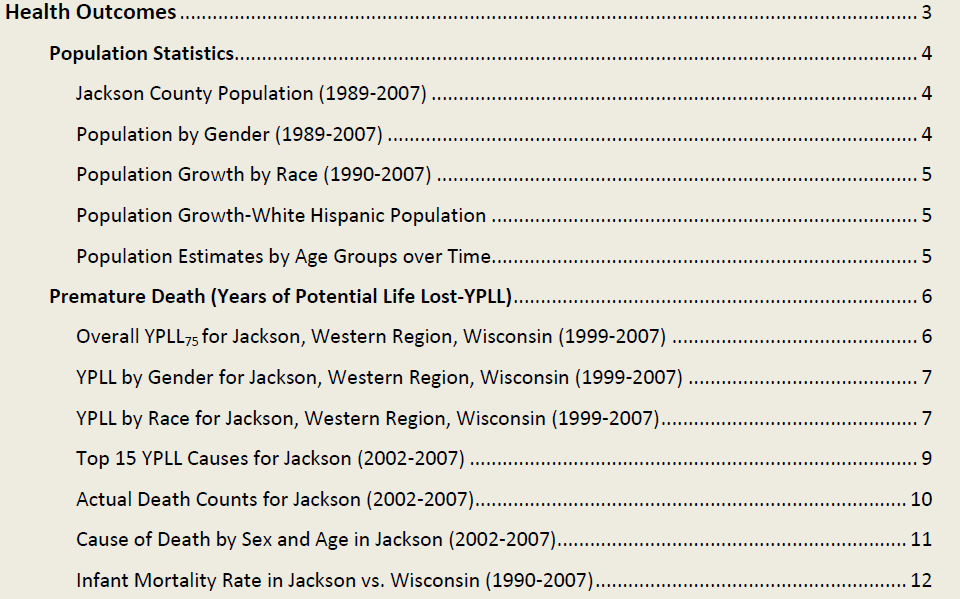 Health Outcomes ........................................................................................................................ 3
Population Statistics................................................................................................................ 4
Jackson County Population (1989-2007) ................................................................................ 4
Population by Gender (1989-2007) ........................................................................................ 4
Population Growth by Race (1990-2007) ................................................................................ 5
Population Growth-White Hispanic Population ...................................................................... 5
Population Estimates by Age Groups over Time...................................................................... 5
Premature Death (Years of Potential Life Lost-YPLL).................................................................. 6
Overall YPLL₇₅ for Jackson, Western Region, Wisconsin (1999-2007) ......................................... 6
YPLL by Gender for Jackson, Western Region, Wisconsin (1999-2007) ...................................... 7
YPLL by Race for Jackson, Western Region, Wisconsin (1999-2007).......................................... 7
Top 15 YPLL Causes for Jackson (2002-2007) .......................................................................... 9
Actual Death Counts for Jackson (2002-2007)........................................................................ 10
Cause of Death by Sex and Age in Jackson (2002-2007).......................................................... 11
Infant Mortality Rate in Jackson vs. Wisconsin (1990-2007).................................................... 12